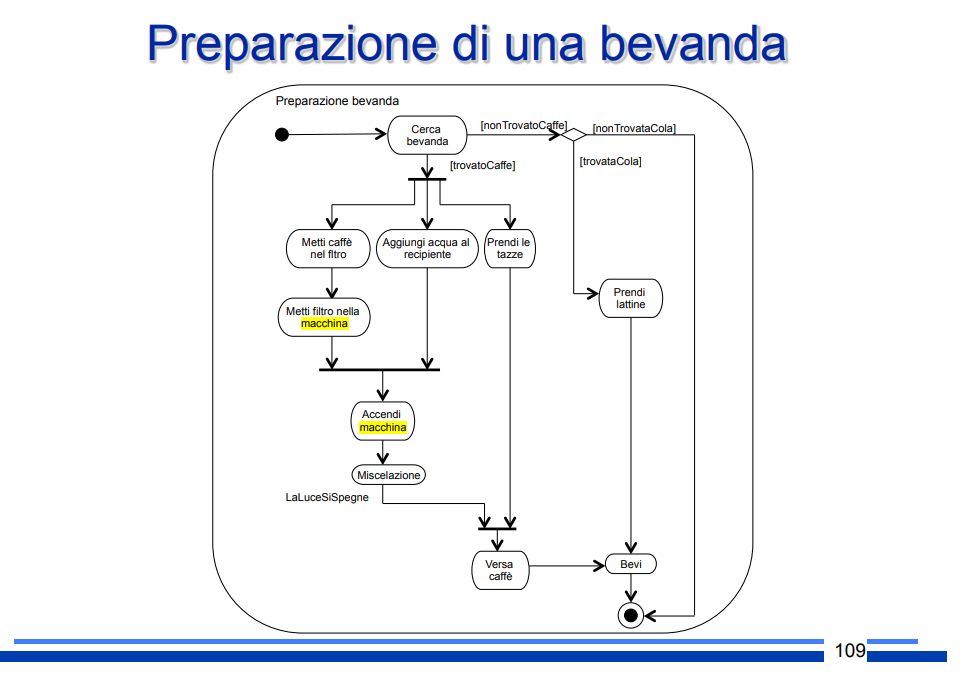 Preparazione di una bevanda
Preparazione bevanda
Cerca
bevanda
[nonTrovatoCaffe]
[nonTrovataCola]
[trovatoCaffe]
[trovataCola]
Metti caffè
nel fltro
Aggiungi acqua al
recipiente
Prendi le
tazze
Prendi
lattine
Metti filtro nella
macchina
Accendi
macchina
Miscelazione
LaLuceSiSpegne
Versa
caffè
Bevi
109